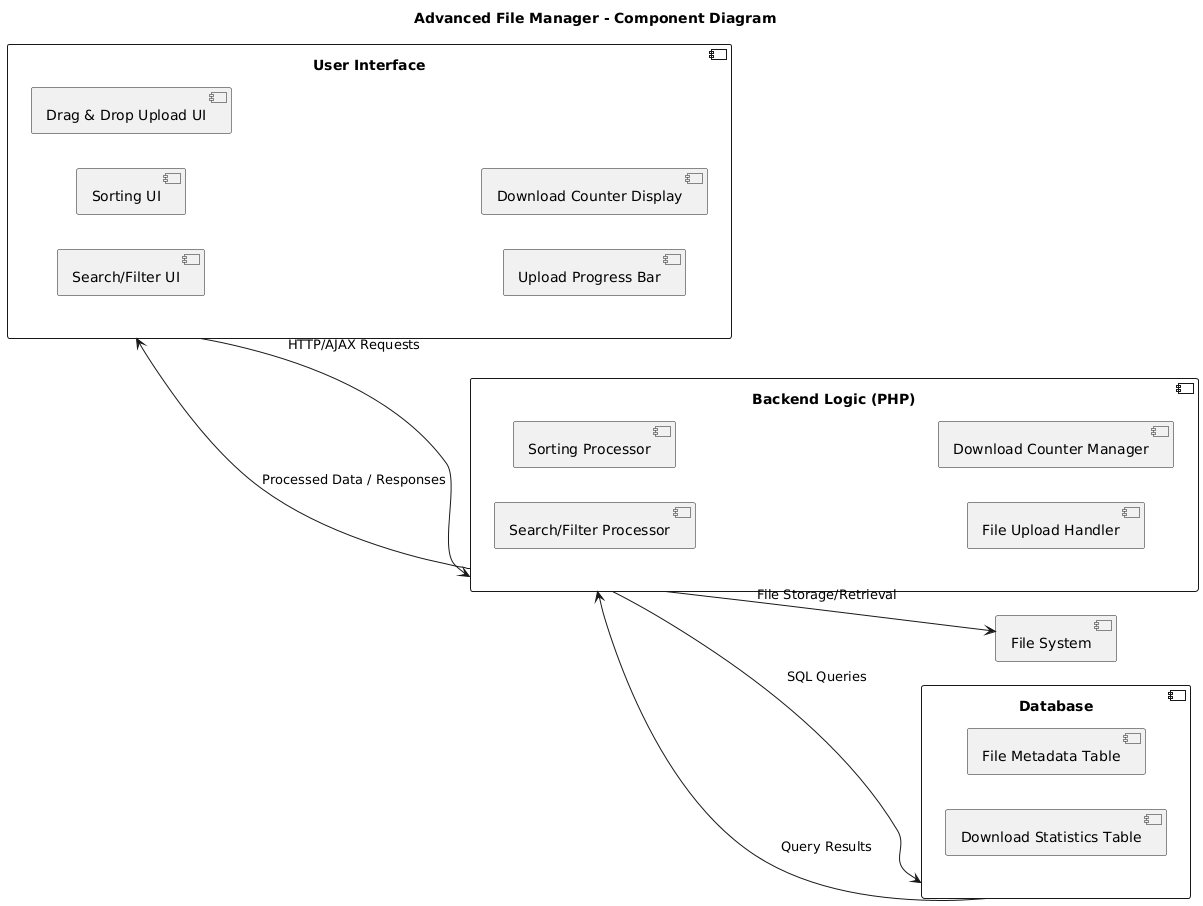 Advanced File Manager - Component Diagram
User Interface
Drag & Drop Upload UI
Sorting UI
Download Counter Display
Search/Filter UI
Upload Progress Bar
HTTP/AJAX Requests
Backend Logic (PHP)
Sorting Processor
Download Counter Manager
Processed Data / Responses
Search/Filter Processor
File Upload Handler
File Storage/Retrieval
File System
SQL Queries
Database
File Metadata Table
Download Statistics Table
Query Results